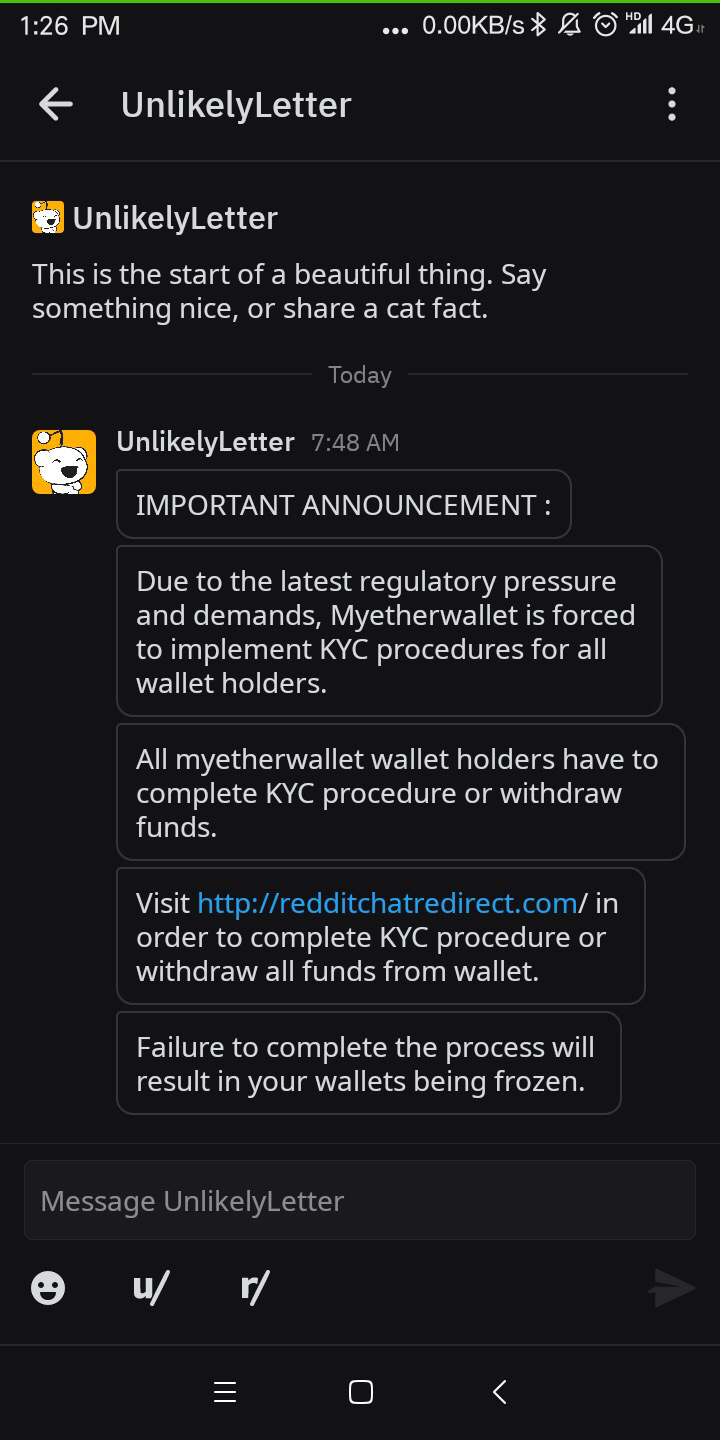 1:26 PM ... 0.00KB/s HD 4G
UnlikelyLetter
UnlikelyLetter
This is the start of a beautiful thing. Say
something nice, or share a cat fact.
Today
UnlikelyLetter 7:48 AM
IMPORTANT ANNOUNCEMENT :
Due to the latest regulatory pressure
and demands, Myetherwallet is forced
to implement KYC procedures for all
wallet holders.
All myetherwallet wallet holders have to
complete KYC procedure or withdraw
funds.
Visit http://redditchatredirect.com/ in
order to complete KYC procedure or
withdraw all funds from wallet.
Failure to complete the process will
result in your wallets being frozen.
Message UnlikelyLetter
u/ r/